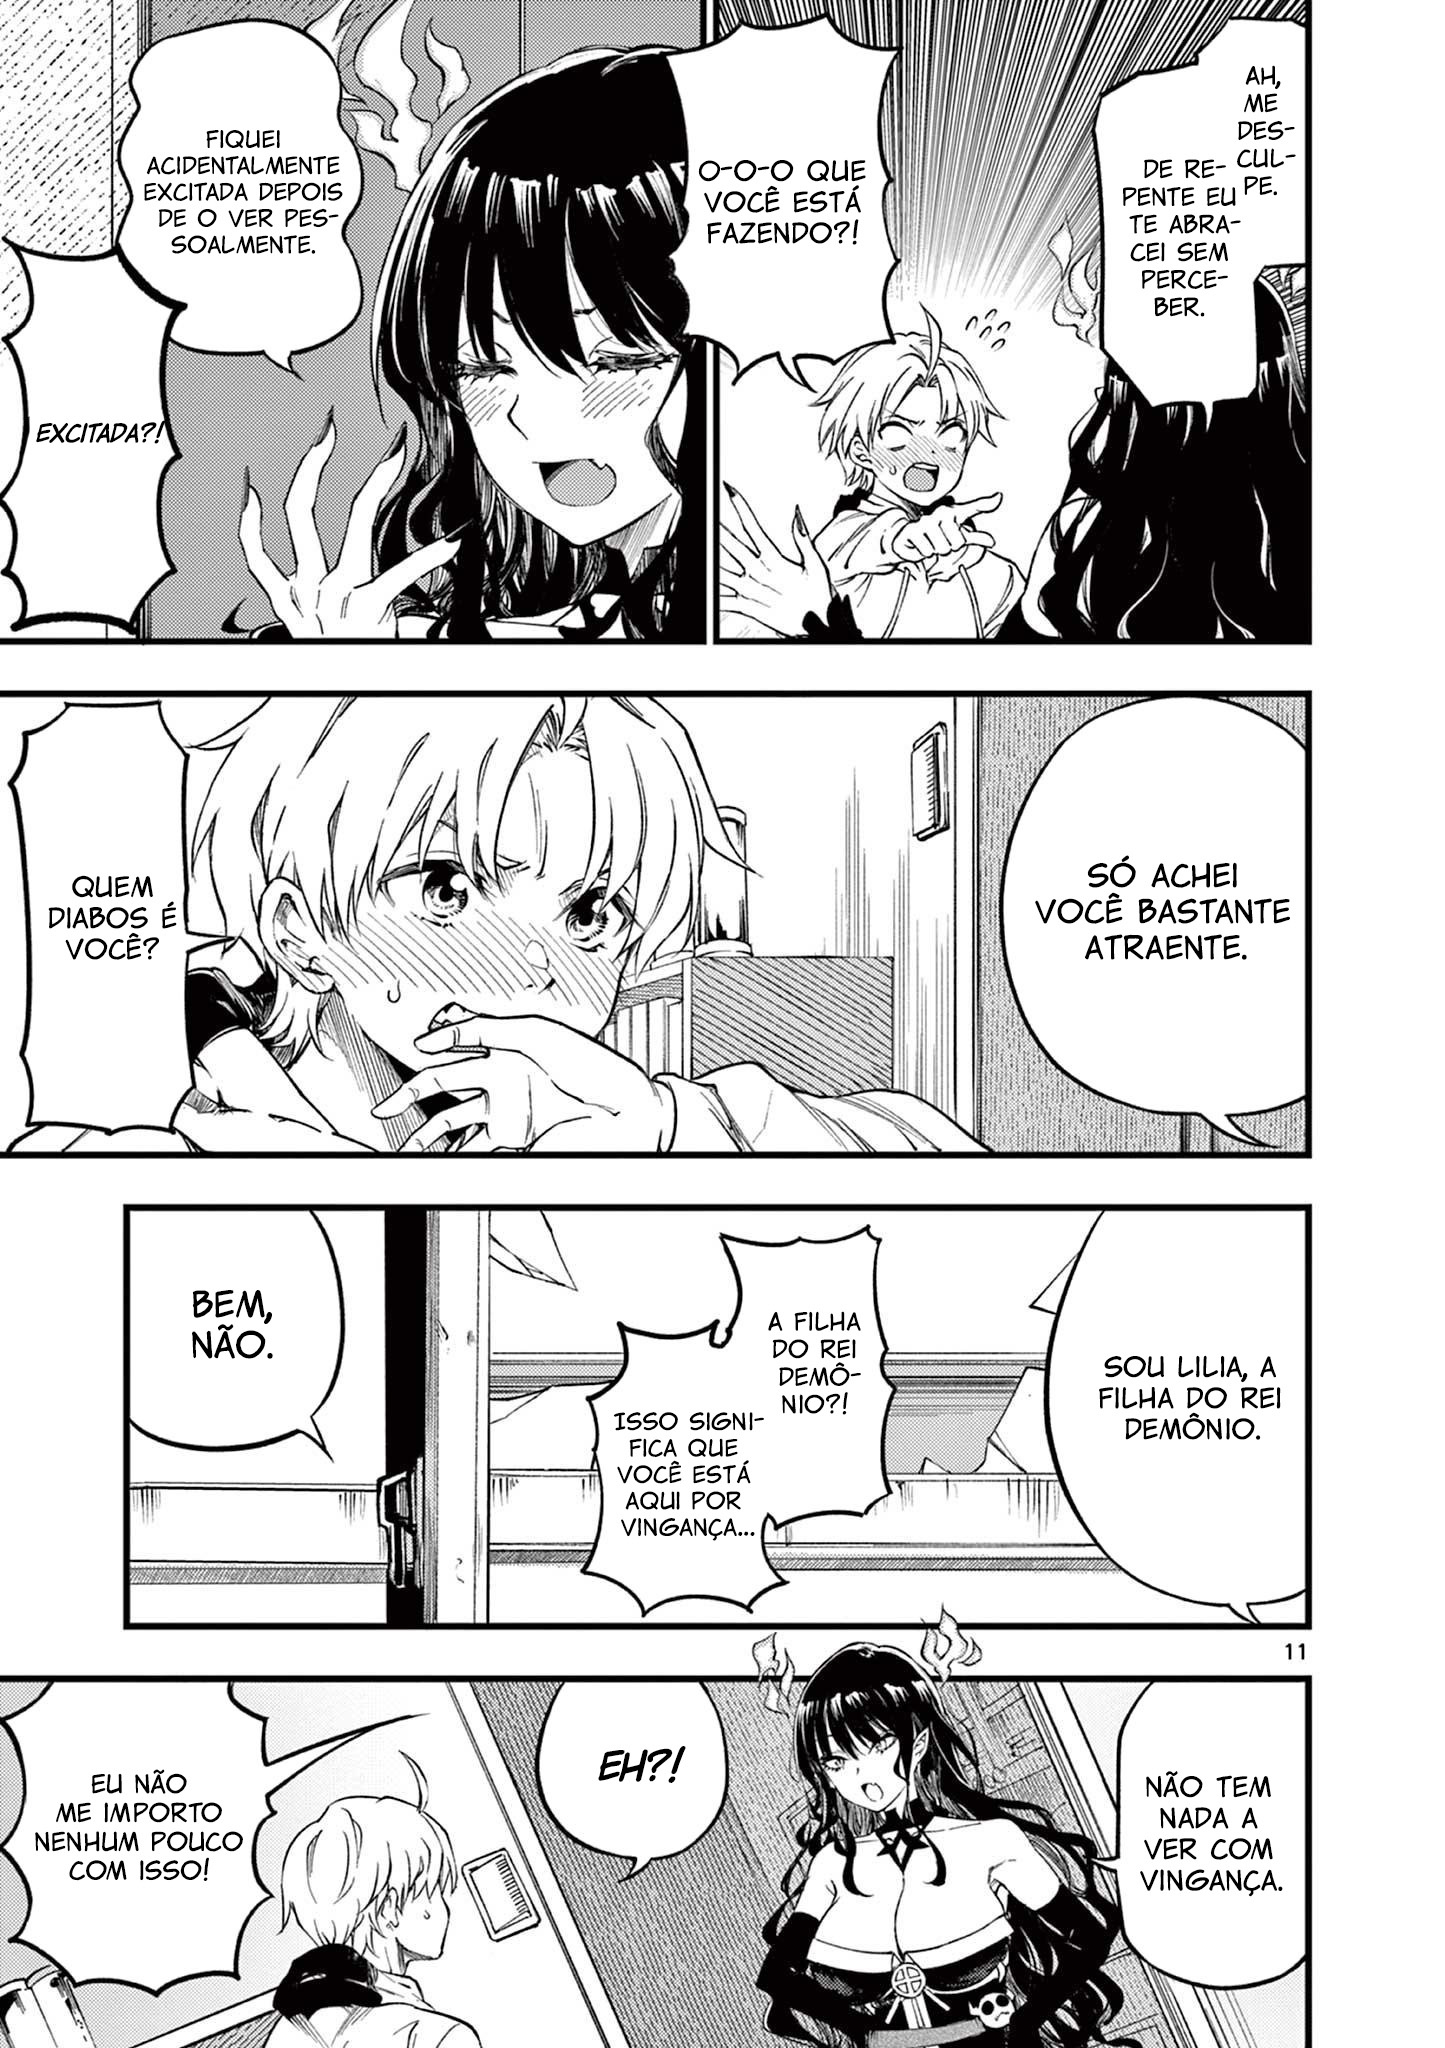 AH,
ME
DES-
CUL-
PE.
DE RE-
PENTE EU
TE ABRA-
CEI SEM
PERCE-
BER.
O-O-O QUE
VOCÊ ESTÁ
FAZENDO?!
FIQUEI
ACIDENTALMENTE
EXCITADA DEPOIS
DE O VER PES-
SOALMENTE.
EXCITADA?!
SÓ ACHEI
VOCÊ BASTANTE
ATRAENTE.
QUEM
DIABOS É
VOCÊ?
SOU LILIA, A
FILHA DO REI
DEMÔNIO.
A FILHA
DO REI
DEMÔ-
NIO?!
ISSO SIGNI-
FICA QUE
VOCÊ ESTÁ
AQUI POR
VINGANÇA...
BEM,
NÃO.
11
NÃO TEM
NADA A
VER COM
VINGANÇA.
EH?!
EU NÃO
ME IMPORTO
NENHUM POUCO
COM ISSO!